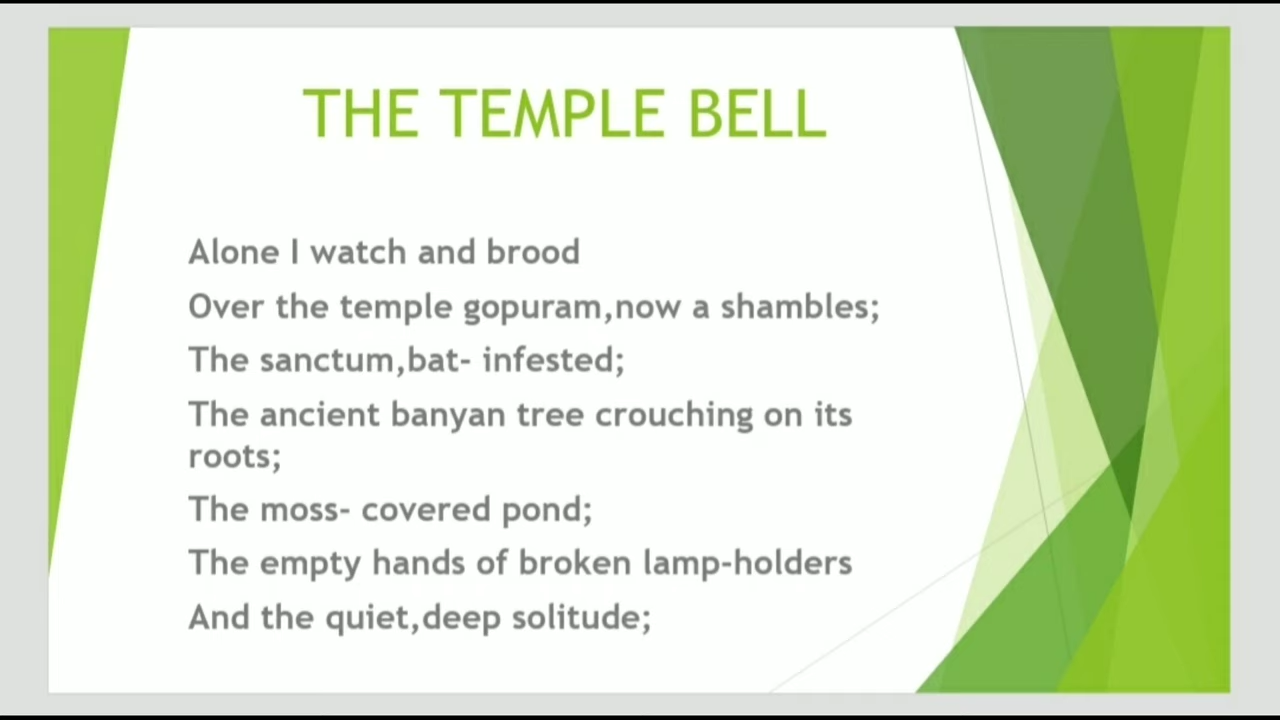 THE TEMPLE BELL
Alone I watch and brood
Over the temple gopuram,now a shambles;
The sanctum,bat- infested;
The ancient banyan tree crouching on its
roots;
The moss- covered pond;
The empty hands of broken lamp-holders
And the quiet,deep solitude;